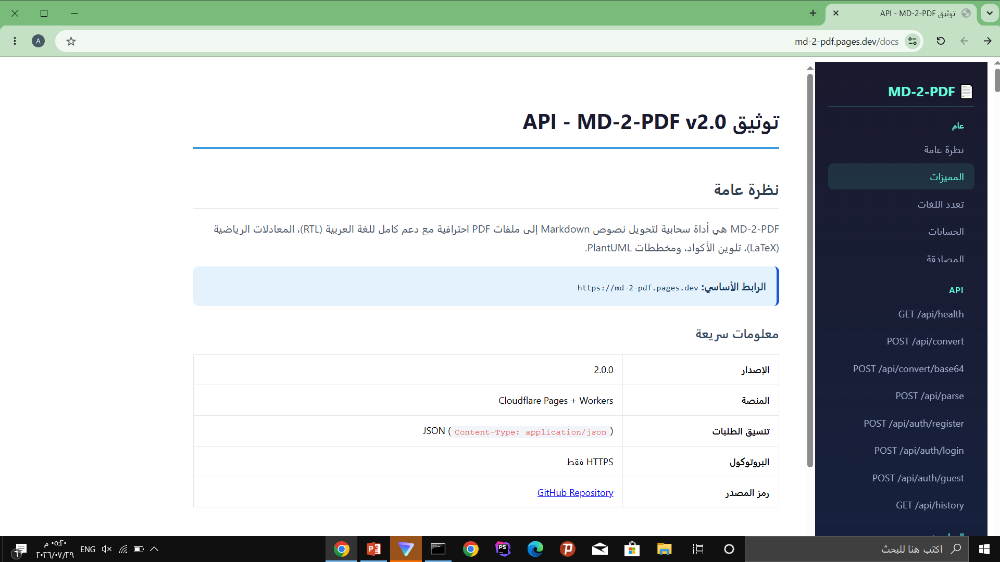 توثيق API - MD-2-PDF
md-2-pdf.pages.dev/docs
A
📄 MD-2-PDF
عام
نظرة عامة
المميزات
تعدد اللغات
الحسابات
المصادقة
API
GET /api/health
POST /api/convert
POST /api/convert/base64
POST /api/parse
POST /api/auth/register
POST /api/auth/login
POST /api/auth/guest
GET /api/history
توثيق API - MD-2-PDF v2.0
نظرة عامة
MD-2-PDF هي أداة سحابية لتحويل نصوص Markdown إلى ملفات PDF احترافية مع دعم كامل للغة العربية (RTL)، المعادلات الرياضية
(LaTeX)، تلوين الأكواد، ومخططات PlantUML.
الرابط الأساسي: https://md-2-pdf.pages.dev
معلومات سريعة
الإصدار 2.0.0
المنصة Cloudflare Pages + Workers
تنسيق الطلبات JSON (Content-Type: application/json)
البروتوكول HTTPS فقط
رمز المصدر GitHub Repository
اكتب هنا للبحث
PS
P
ENG
٠٥:٢٠ م
٢٠٢٦/٠٧/٢٩
٦